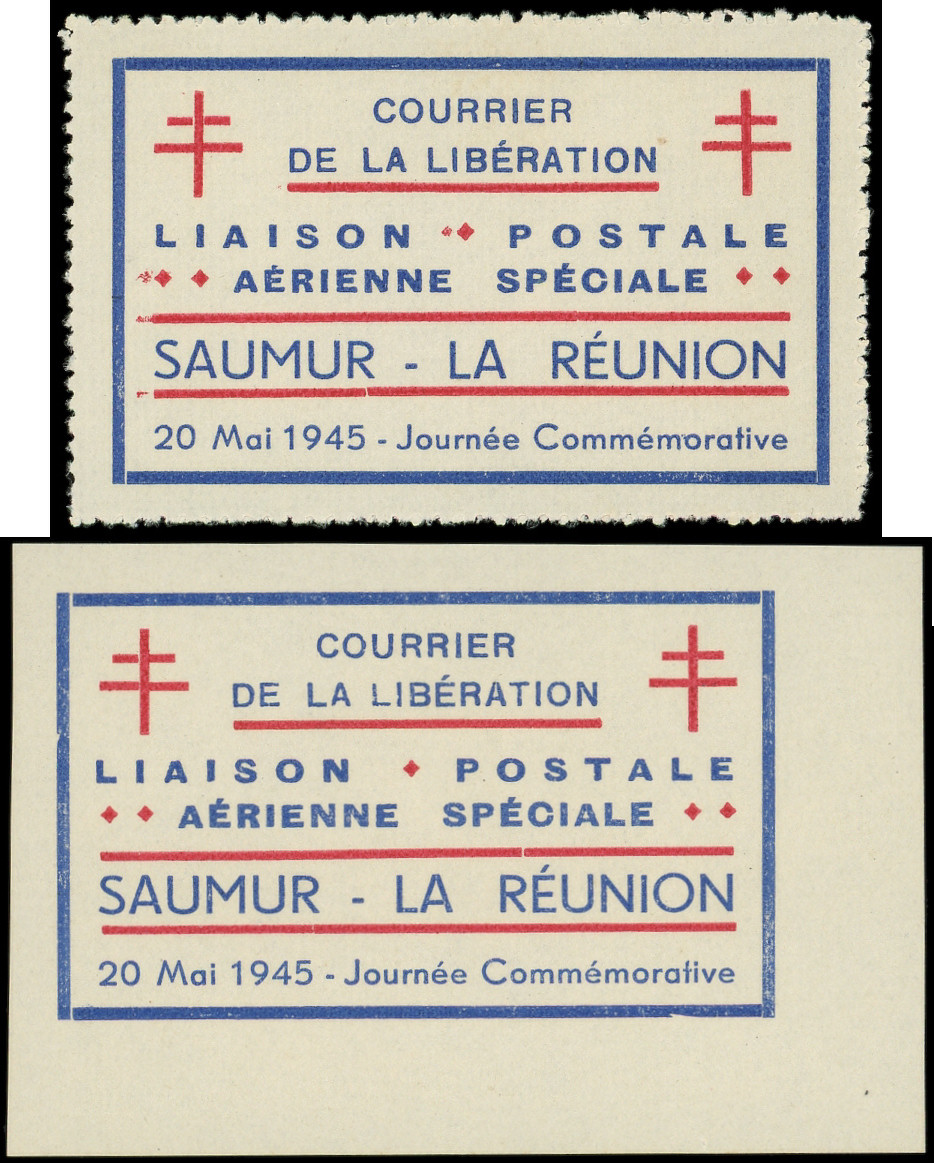 COURRIER
DE LA LIBÉRATION
LIAISON POSTALE
AÉRIENNE SPÉCIALE
SAUMUR - LA RÉUNION
20 Mai 1945 - Journée Commémorative
COURRIER
DE LA LIBÉRATION
LIAISON POSTALE
AÉRIENNE SPÉCIALE
SAUMUR - LA RÉUNION
20 Mai 1945 - Journée Commémorative